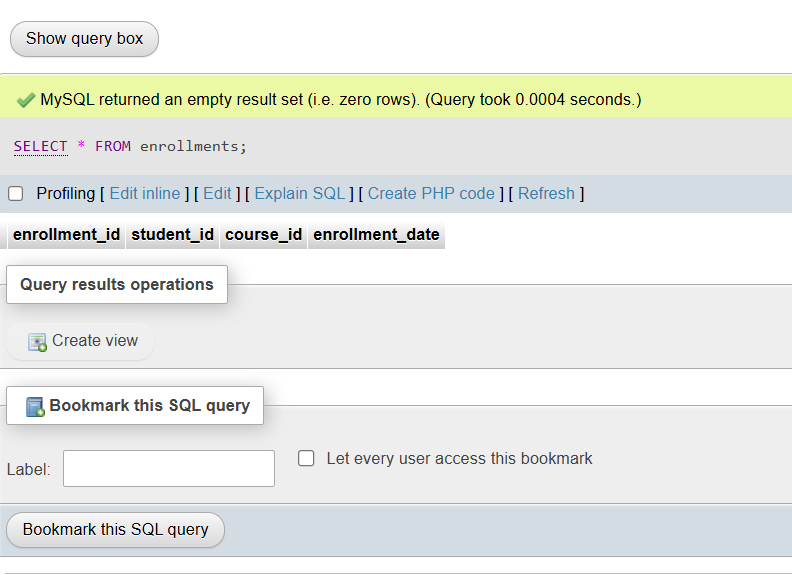 Show query box
MySQL returned an empty result set (i.e. zero rows). (Query took 0.0004 seconds.)
SELECT * FROM enrollments;
Profiling [ Edit inline ] [ Edit ] [ Explain SQL ] [ Create PHP code ] [ Refresh ]
enrollment_id student_id course_id enrollment_date
Query results operations
Create view
Bookmark this SQL query
Label: Let every user access this bookmark
Bookmark this SQL query